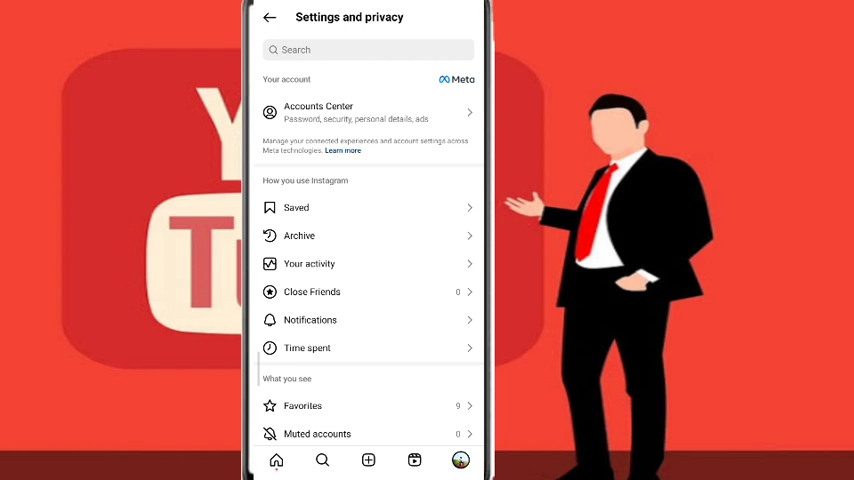 Settings and privacy
Search
Your account
Meta
Accounts Center
Password, security, personal details, ads
Manage your connected experiences and account settings across
Meta technologies. Learn more
How you use Instagram
Saved
Archive
Your activity
Close Friends 0
Notifications
Time spent
What you see
Favorites 9
Muted accounts 0
Y
Tu